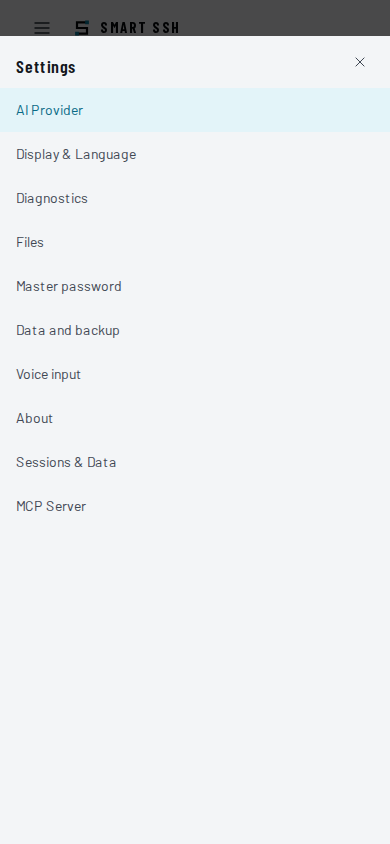 SMART SSH
Settings
AI Provider
Display & Language
Diagnostics
Files
Master password
Data and backup
Voice input
About
Sessions & Data
MCP Server